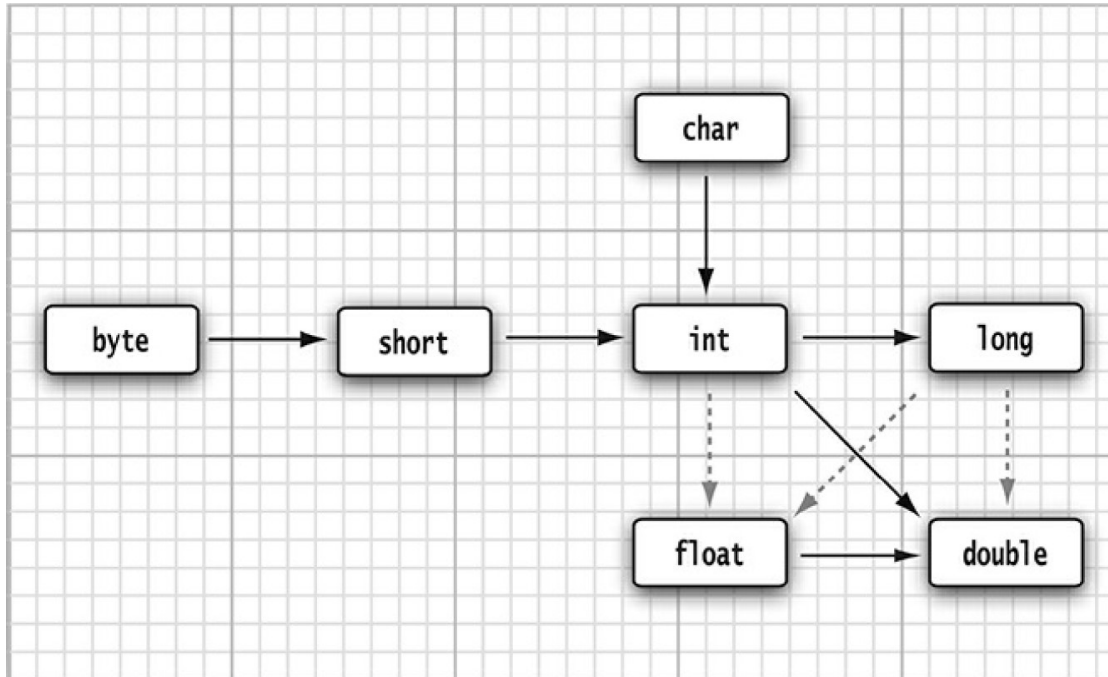 char
byte
short
int
long
float
double